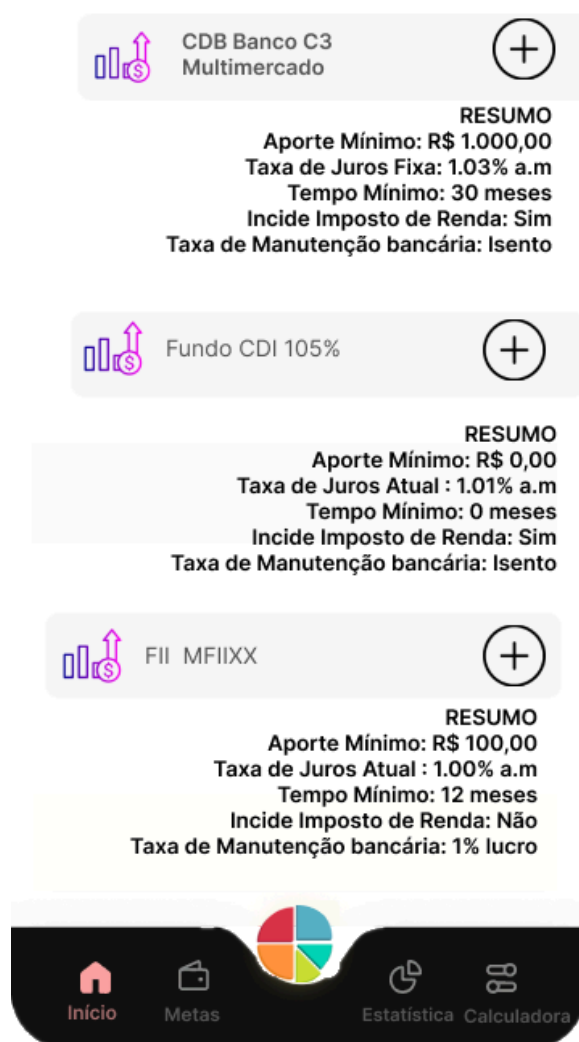 CDB Banco C3
Multimercado
RESUMO
Aporte Mínimo: R$ 1.000,00
Taxa de Juros Fixa: 1.03% a.m
Tempo Mínimo: 30 meses
Incide Imposto de Renda: Sim
Taxa de Manutenção bancária: Isento
Fundo CDI 105%
RESUMO
Aporte Mínimo: R$ 0,00
Taxa de Juros Atual : 1.01% a.m
Tempo Mínimo: 0 meses
Incide Imposto de Renda: Sim
Taxa de Manutenção bancária: Isento
FII MFIIXX
RESUMO
Aporte Mínimo: R$ 100,00
Taxa de Juros Atual : 1.00% a.m
Tempo Mínimo: 12 meses
Incide Imposto de Renda: Não
Taxa de Manutenção bancária: 1% lucro
Início Metas Estatística Calculadora